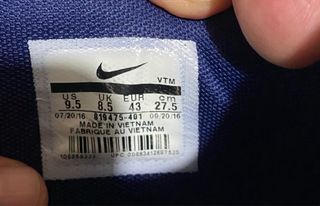 VTM
US UK EUR cm
9.5 8.5 43 27.5
07/20/16 819475-401 09/20/16
MADE IN VIETNAM
FABRIQUE AU VIETNAM